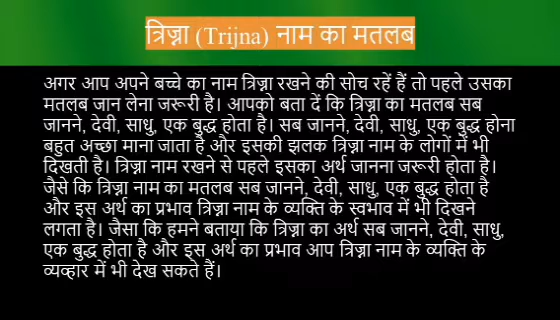 त्रिज्ञा (Trijna) नाम का मतलब
अगर आप अपने बच्चे का नाम त्रिज्ञा रखने की सोच रहें हैं तो पहले उसका
मतलब जान लेना जरूरी है। आपको बता दें कि त्रिज्ञा का मतलब सब
जानने, देवी, साधु, एक बुद्ध होता है। सब जानने, देवी, साधु, एक बुद्ध होना
बहुत अच्छा माना जाता है और इसकी झलक त्रिज्ञा नाम के लोगों में भी
दिखती है। त्रिज्ञा नाम रखने से पहले इसका अर्थ जानना जरूरी होता है।
जैसे कि त्रिज्ञा नाम का मतलब सब जानने, देवी, साधु, एक बुद्ध होता है
और इस अर्थ का प्रभाव त्रिज्ञा नाम के व्यक्ति के स्वभाव में भी दिखने
लगता है। जैसा कि हमने बताया कि त्रिज्ञा का अर्थ सब जानने, देवी, साधु,
एक बुद्ध होता है और इस अर्थ का प्रभाव आप त्रिज्ञा नाम के व्यक्ति के
व्यव्हार में भी देख सकते हैं।